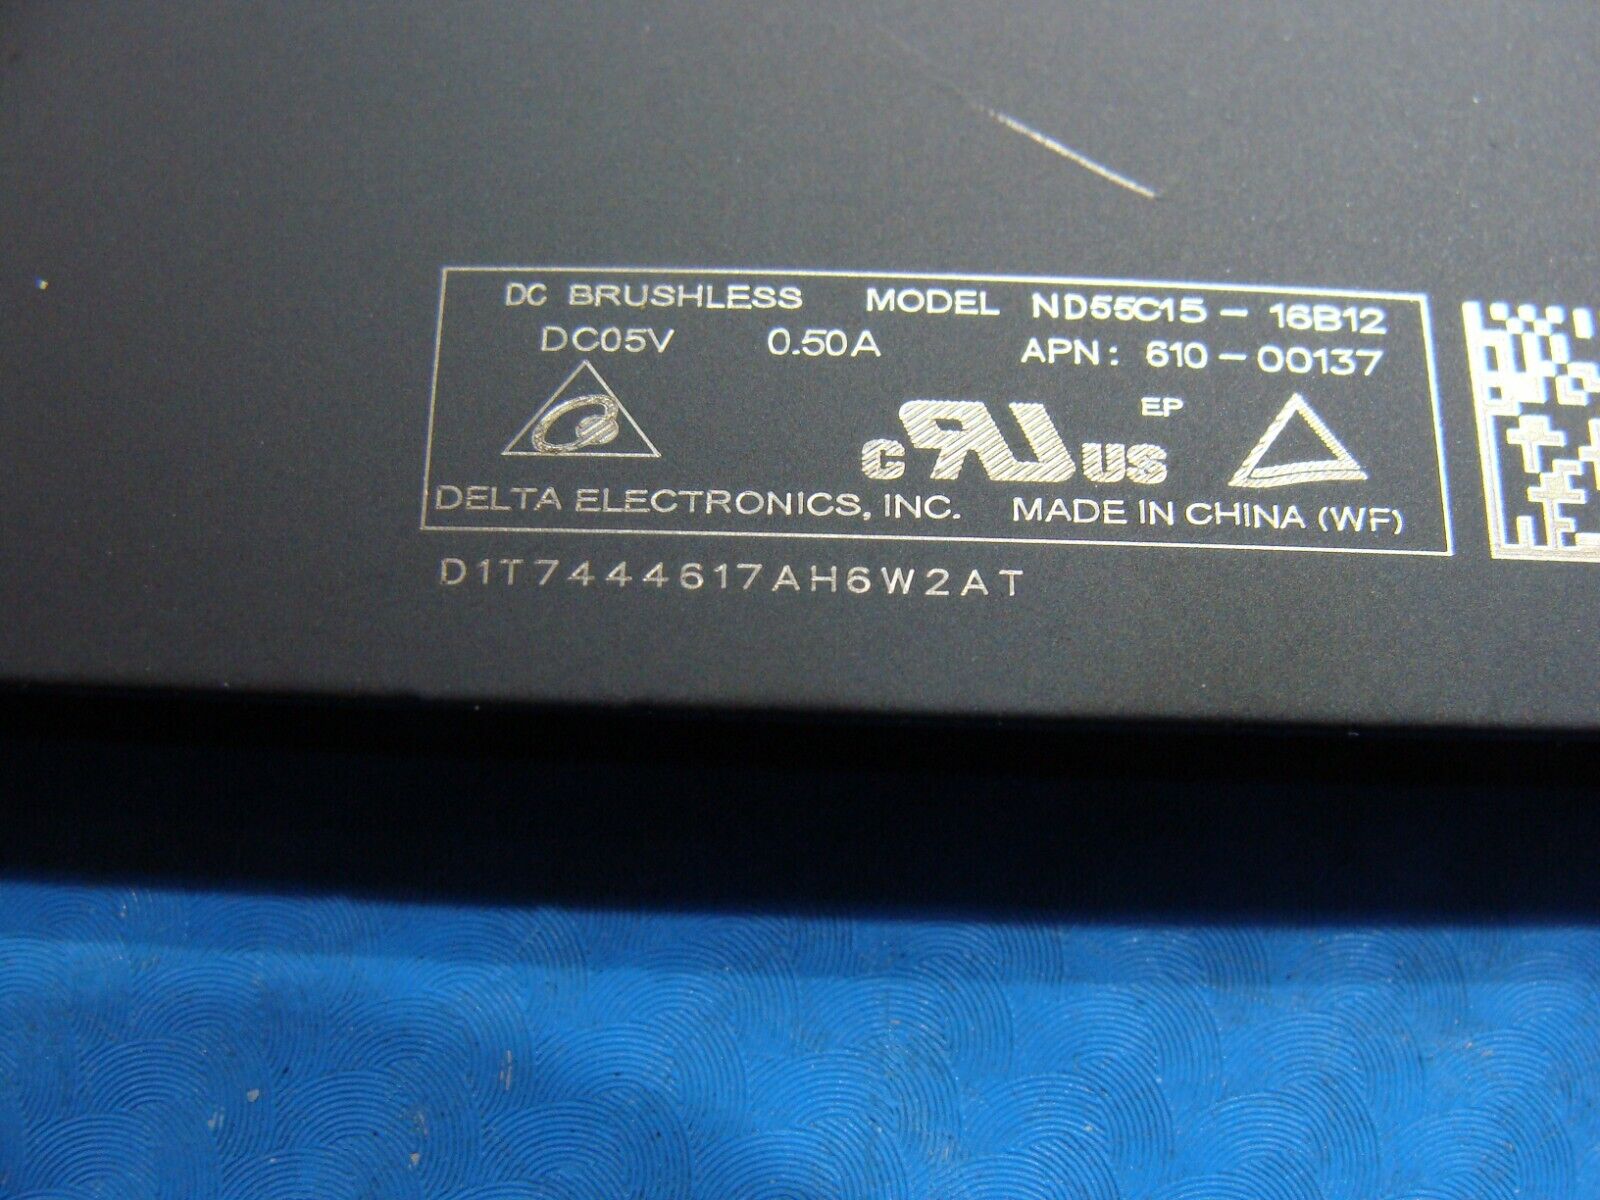 DC BRUSHLESS MODEL ND55C15-16B12
DC05V 0.50A APN: 610-00137
EP
C US
DELTA ELECTRONICS, INC. MADE IN CHINA (WF)
D1T7444617AH6W2AT